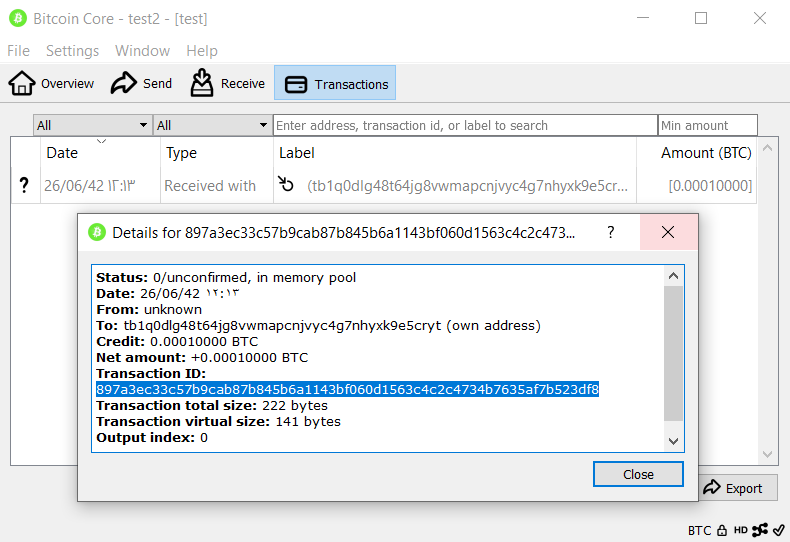 Bitcoin Core - test2 - [test]
File Settings Window Help
Overview Send Receive Transactions
All All Enter address, transaction id, or label to search Min amount
Date Type Label Amount (BTC)
? 26/06/42 ١٢:١٣ Received with (tb1q0dlg48t64jg8vwmapcnjvyc4g7nhyxk9e5cr... [0.00010000]
Details for 897a3ec33c57b9cab87b845b6a1143bf060d1563c4c2c473... ?
Status: 0/unconfirmed, in memory pool
Date: 26/06/42 ١٢:١٣
From: unknown
To: tb1q0dlg48t64jg8vwmapcnjvyc4g7nhyxk9e5cryt (own address)
Credit: 0.00010000 BTC
Net amount: +0.00010000 BTC
Transaction ID:
897a3ec33c57b9cab87b845b6a1143bf060d1563c4c2c4734b7635af7b523df8
Transaction total size: 222 bytes
Transaction virtual size: 141 bytes
Output index: 0
Close
Export
BTC HD